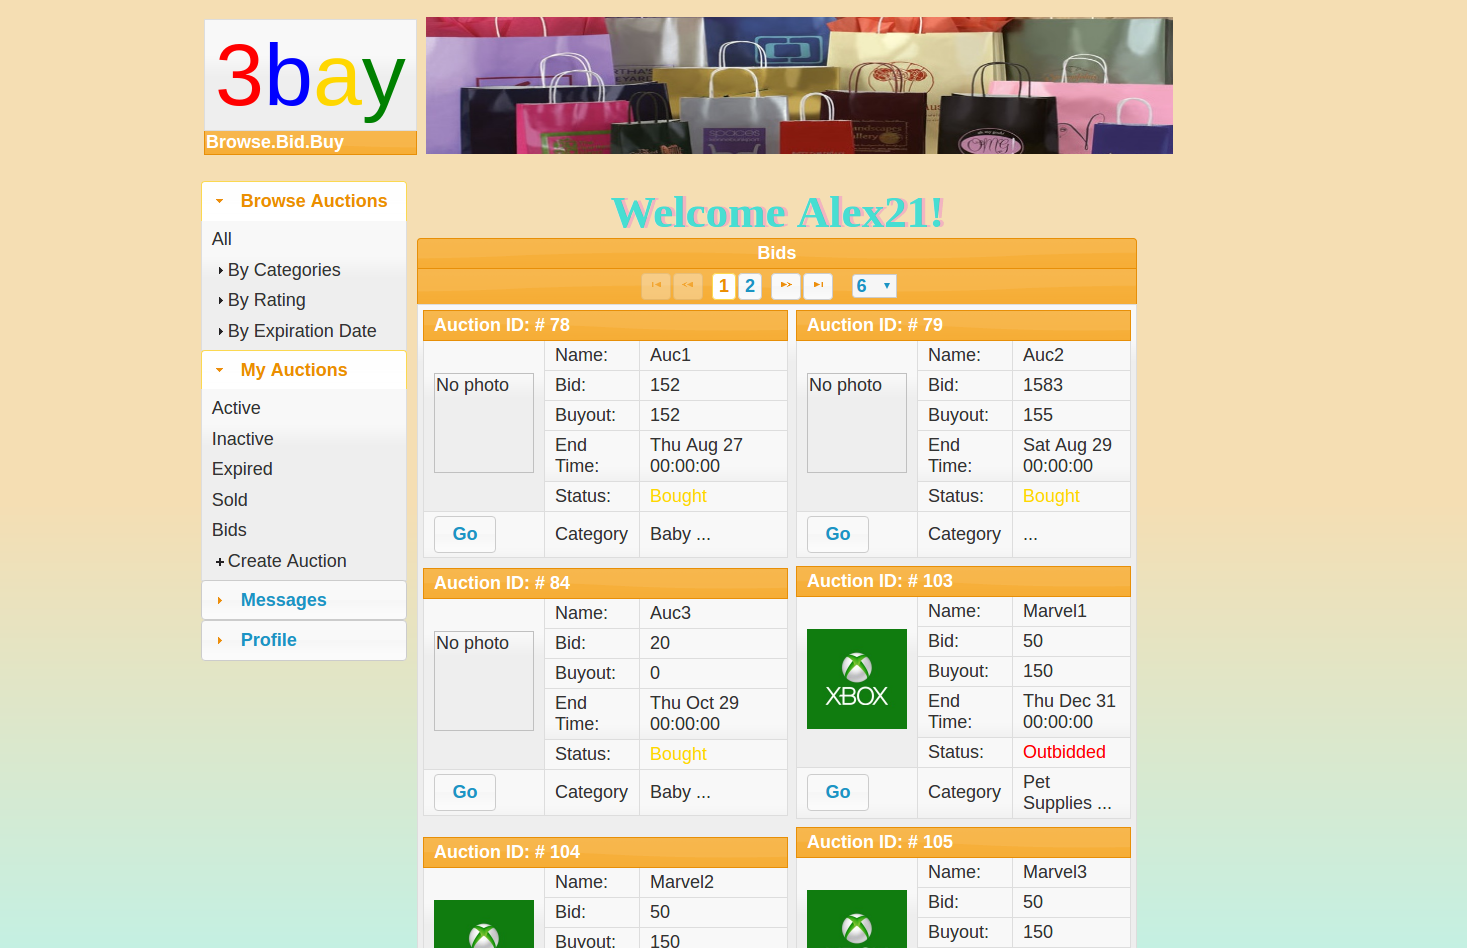 3bay
Browse.Bid.Buy
Browse Auctions
All
By Categories
By Rating
By Expiration Date
My Auctions
Active
Inactive
Expired
Sold
Bids
Create Auction
Messages
Profile
Welcome Alex21!
Bids
1 2 6
Auction ID: # 78
No photo
Name: Auc1
Bid: 152
Buyout: 152
End Time: Thu Aug 27 00:00:00
Status: Bought
Go Category Baby ...
Auction ID: # 79
No photo
Name: Auc2
Bid: 1583
Buyout: 155
End Time: Sat Aug 29 00:00:00
Status: Bought
Go Category ...
Auction ID: # 84
No photo
Name: Auc3
Bid: 20
Buyout: 0
End Time: Thu Oct 29 00:00:00
Status: Bought
Go Category Baby ...
Auction ID: # 103
XBOX
Name: Marvel1
Bid: 50
Buyout: 150
End Time: Thu Dec 31 00:00:00
Status: Outbidded
Go Category Pet Supplies ...
Auction ID: # 104
Name: Marvel2
Bid: 50
Buyout: 150
Auction ID: # 105
Name: Marvel3
Bid: 50
Buyout: 150